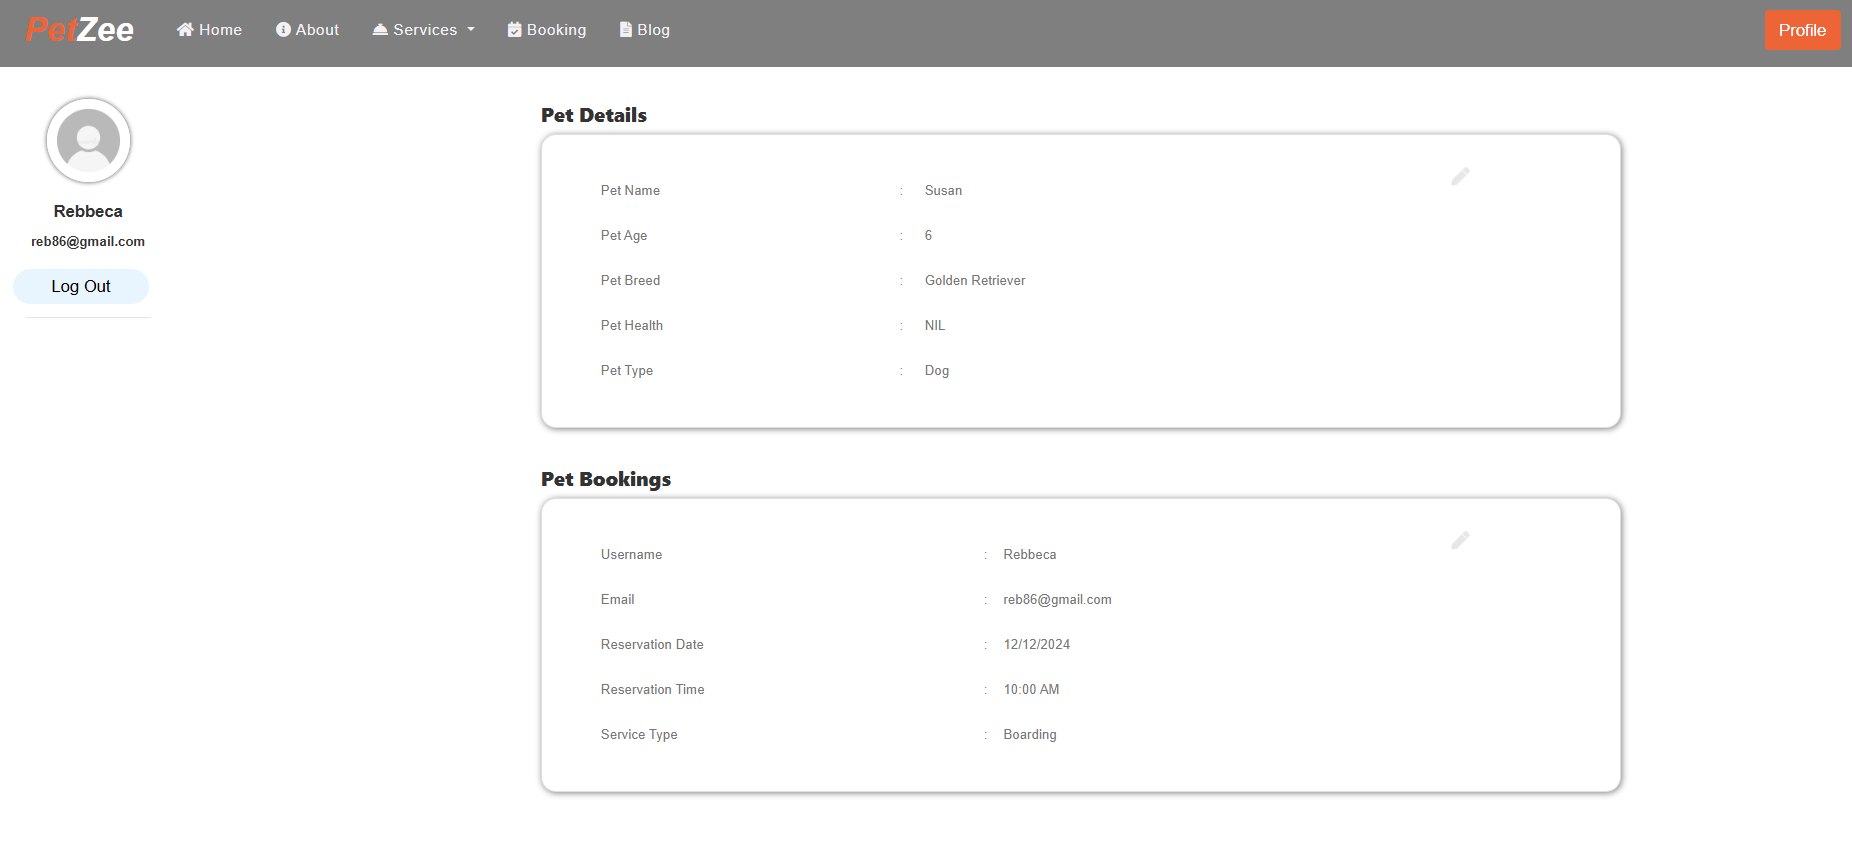 PetZee Home About Services Booking Blog Profile
Rebbeca
reb86@gmail.com
Log Out
Pet Details
Pet Name : Susan
Pet Age : 6
Pet Breed : Golden Retriever
Pet Health : NIL
Pet Type : Dog
Pet Bookings
Username : Rebbeca
Email : reb86@gmail.com
Reservation Date : 12/12/2024
Reservation Time : 10:00 AM
Service Type : Boarding